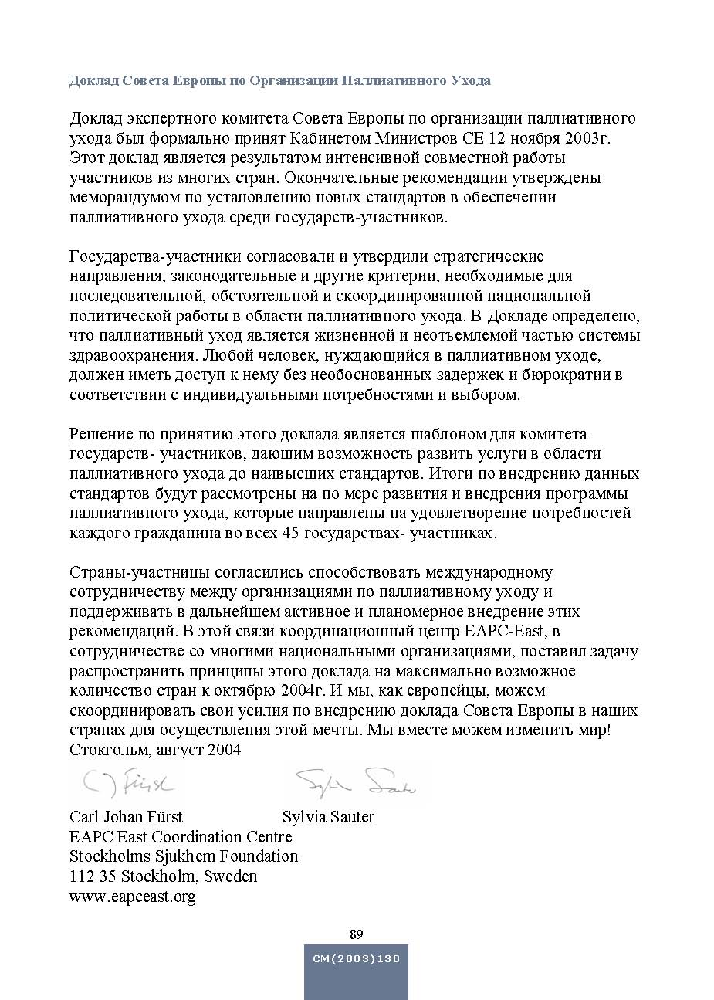 Доклад Совета Европы по Организации Паллиативного Ухода
Доклад экспертного комитета Совета Европы по организации паллиативного
ухода был формально принят Кабинетом Министров СЕ 12 ноября 2003г.
Этот доклад является результатом интенсивной совместной работы
участников из многих стран. Окончательные рекомендации утверждены
меморандумом по установлению новых стандартов в обеспечении
паллиативного ухода среди государств-участников.
Государства-участники согласовали и утвердили стратегические
направления, законодательные и другие критерии, необходимые для
последовательной, обстоятельной и скоординированной национальной
политической работы в области паллиативного ухода. В Докладе определено,
что паллиативный уход является жизненной и неотъемлемой частью системы
здравоохранения. Любой человек, нуждающийся в паллиативном уходе,
должен иметь доступ к нему без необоснованных задержек и бюрократии в
соответствии с индивидуальными потребностями и выбором.
Решение по принятию этого доклада является шаблоном для комитета
государств- участников, дающим возможность развить услуги в области
паллиативного ухода до наивысших стандартов. Итоги по внедрению данных
стандартов будут рассмотрены на по мере развития и внедрения программы
паллиативного ухода, которые направлены на удовлетворение потребностей
каждого гражданина во всех 45 государствах- участниках.
Страны-участницы согласились способствовать международному
сотрудничеству между организациями по паллиативному уходу и
поддерживать в дальнейшем активное и планомерное внедрение этих
рекомендаций. В этой связи координационный центр EAPC-East, в
сотрудничестве со многими национальными организациями, поставил задачу
распространить принципы этого доклада на максимально возможное
количество стран к октябрю 2004г. И мы, как европейцы, можем
скоординировать свои усилия по внедрению доклада Совета Европы в наших
странах для осуществления этой мечты. Мы вместе можем изменить мир!
Стокгольм, август 2004
CJ Fürst Sylvia Sauter
Carl Johan Fürst Sylvia Sauter
EAPC East Coordination Centre
Stockholms Sjukhem Foundation
112 35 Stockholm, Sweden
www.eapceast.org
89
CM(2003)130